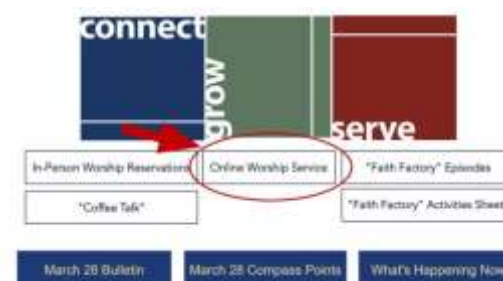 connect
grow
serve
In-Person Worship Reservations
Online Worship Service
"Faith Factory" Episodes
"Coffee Talk"
"Faith Factory" Activities Sheet
March 28 Bulletin
March 28 Compass Points
What's Happening Now